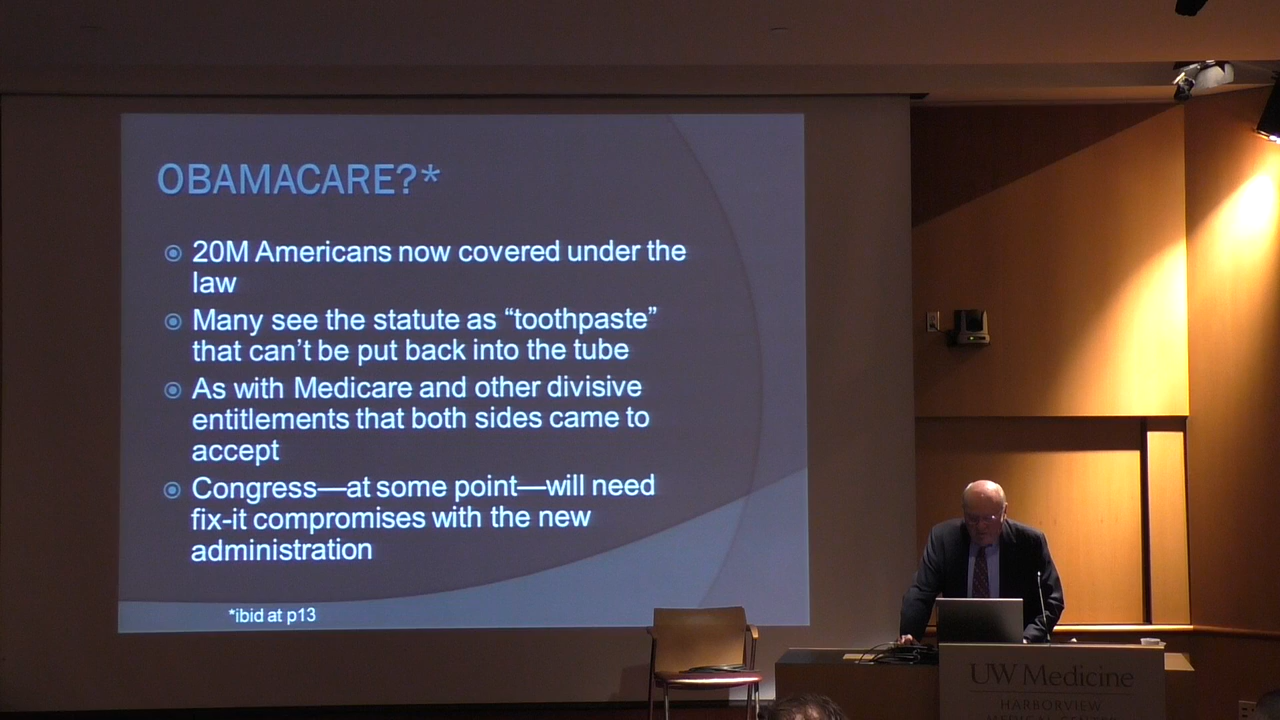 OBAMACARE?*
20M Americans now covered under the
law
Many see the statute as “toothpaste”
that can’t be put back into the tube
As with Medicare and other divisive
entitlements that both sides came to
accept
Congress—at some point—will need
fix-it compromises with the new
administration
*ibid at p13
UW Medicine
HARBORVIEW